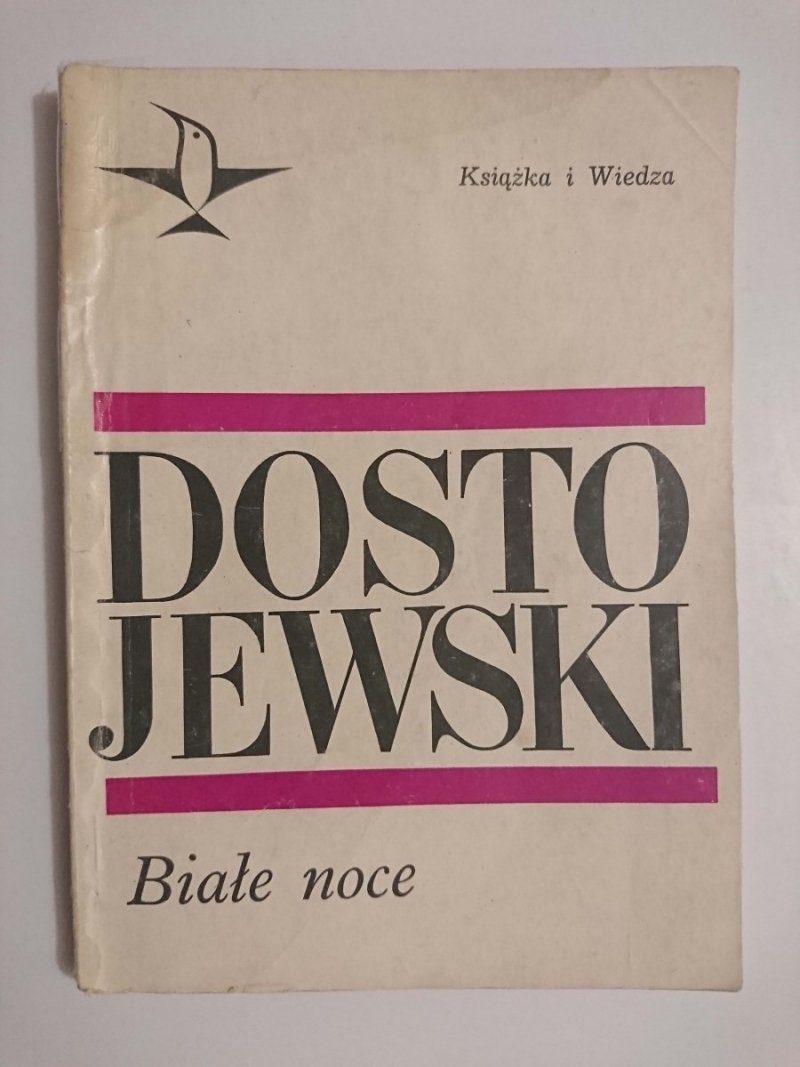 Książka i Wiedza
DOSTO
JEWSKI
Białe noce